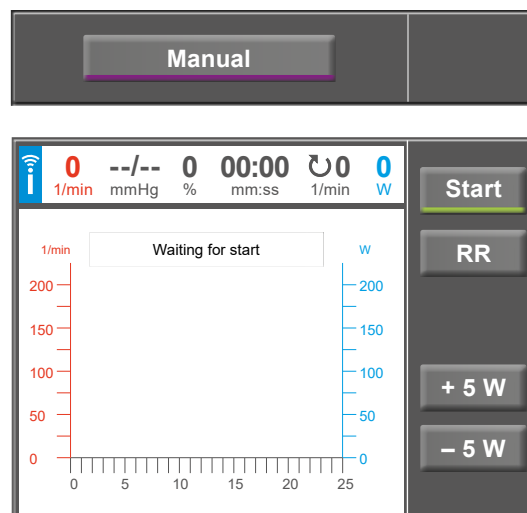 Manual
0 --/-- 0 00:00 0 0
1/min mmHg % mm:ss 1/min W
Start
1/min Waiting for start W
RR
200 200
150 150
100 100
+ 5 W
50 50
– 5 W
0 0
0 5 10 15 20 25